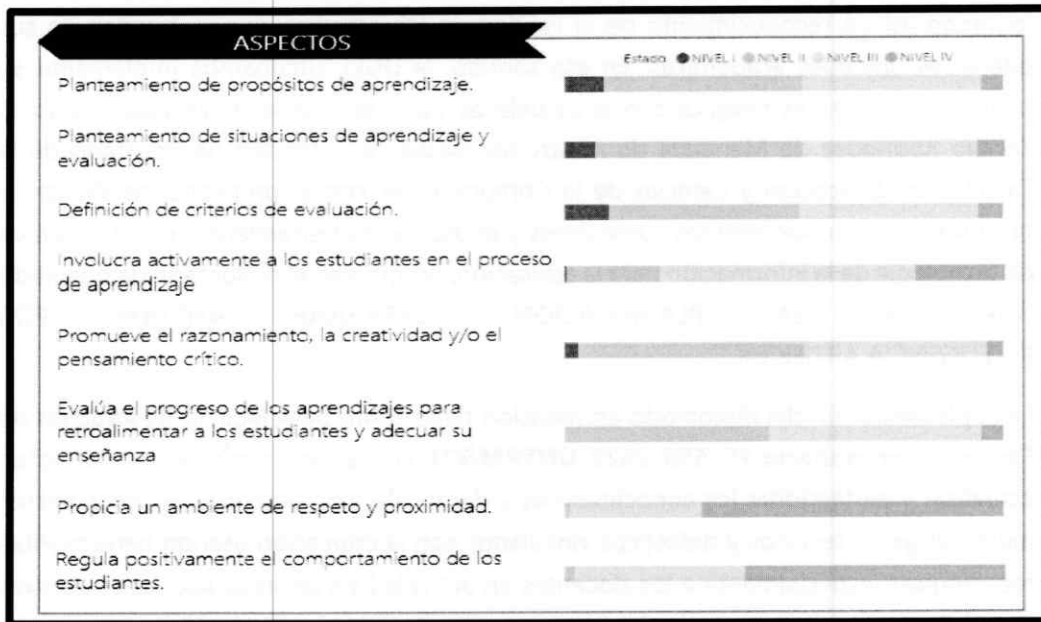 ASPECTOS
Estado NIVEL I NIVEL II NIVEL III NIVEL IV
Planteamiento de propósitos de aprendizaje.
Planteamiento de situaciones de aprendizaje y
evaluación.
Definición de criterios de evaluación.
Involucra activamente a los estudiantes en el proceso
de aprendizaje
Promueve el razonamiento, la creatividad y/o el
pensamiento crítico.
Evalúa el progreso de los aprendizajes para
retroalimentar a los estudiantes y adecuar su
enseñanza
Propicia un ambiente de respeto y proximidad.
Regula positivamente el comportamiento de los
estudiantes.